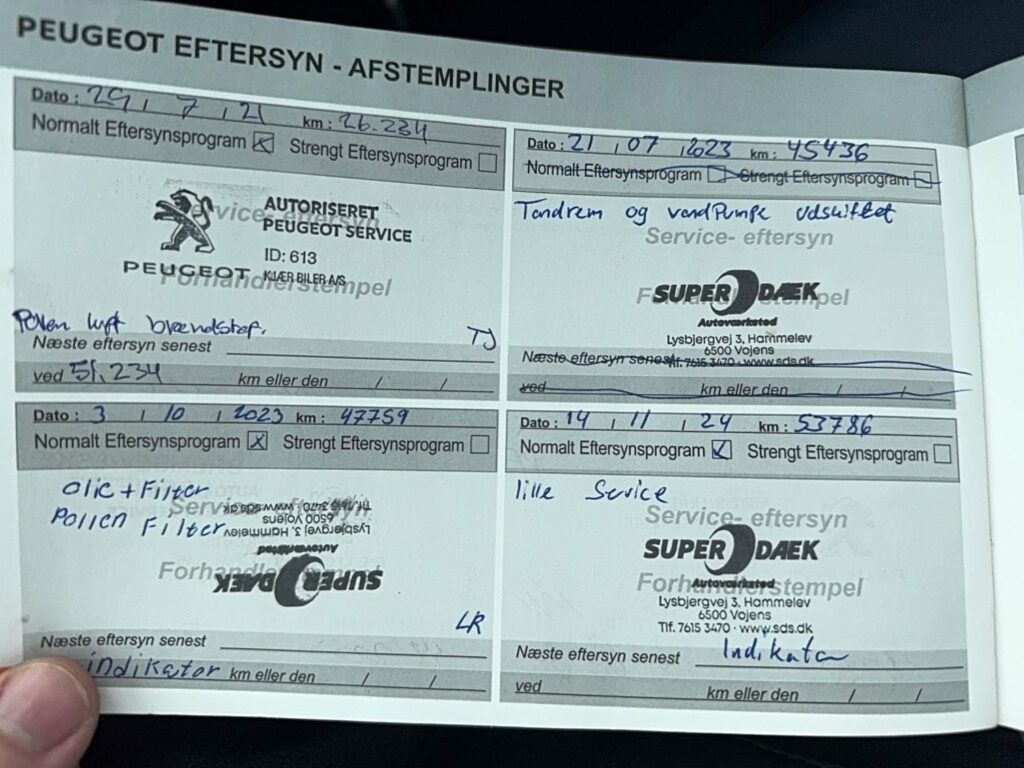 PEUGEOT EFTERSYN - AFSTEMPLINGER
Dato : 29 / 7 / 21 km : 26.234
Normalt Eftersynsprogram ☒ Strengt Eftersynsprogram ☐
Service- eftersyn
AUTORISERET
PEUGEOT SERVICE
ID: 613
PEUGEOT KJÆR BILER A/S
Forhandlerstempel
Pollen luft brændstof.
TJ
Næste eftersyn senest
ved 51.234 km eller den / /
Dato : 21 / 07 / 2023 km : 45436
Normalt Eftersynsprogram ☐ Strengt Eftersynsprogram ☐
Tandrem og vandPumpe udskiftet
Service- eftersyn
SUPER DÆK
Forhandlerstempel
Autoværksted
Lysbjergvej 3, Hammelev
6500 Vojens
Tlf. 7615 3470 · www.sds.dk
Næste eftersyn senest
ved km eller den / /
Dato : 3 / 10 / 2023 km : 47759
Normalt Eftersynsprogram ☒ Strengt Eftersynsprogram ☐
Olie + Filter
Pollen Filter
Service- eftersyn
Tlf. 7615 3470 · www.sds.dk
6500 Vojens
Lysbjergvej 3, Hammelev
Autoværksted
Forhandlerstempel
SUPER DÆK
LR
Næste eftersyn senest
indikator km eller den / /
Dato : 14 / 11 / 24 km : 53786
Normalt Eftersynsprogram ☑ Strengt Eftersynsprogram ☐
lille Service
Service- eftersyn
SUPER DÆK
Forhandlerstempel
Autoværksted
Lysbjergvej 3, Hammelev
6500 Vojens
Tlf. 7615 3470 · www.sds.dk
Næste eftersyn senest Indikator
ved km eller den / /